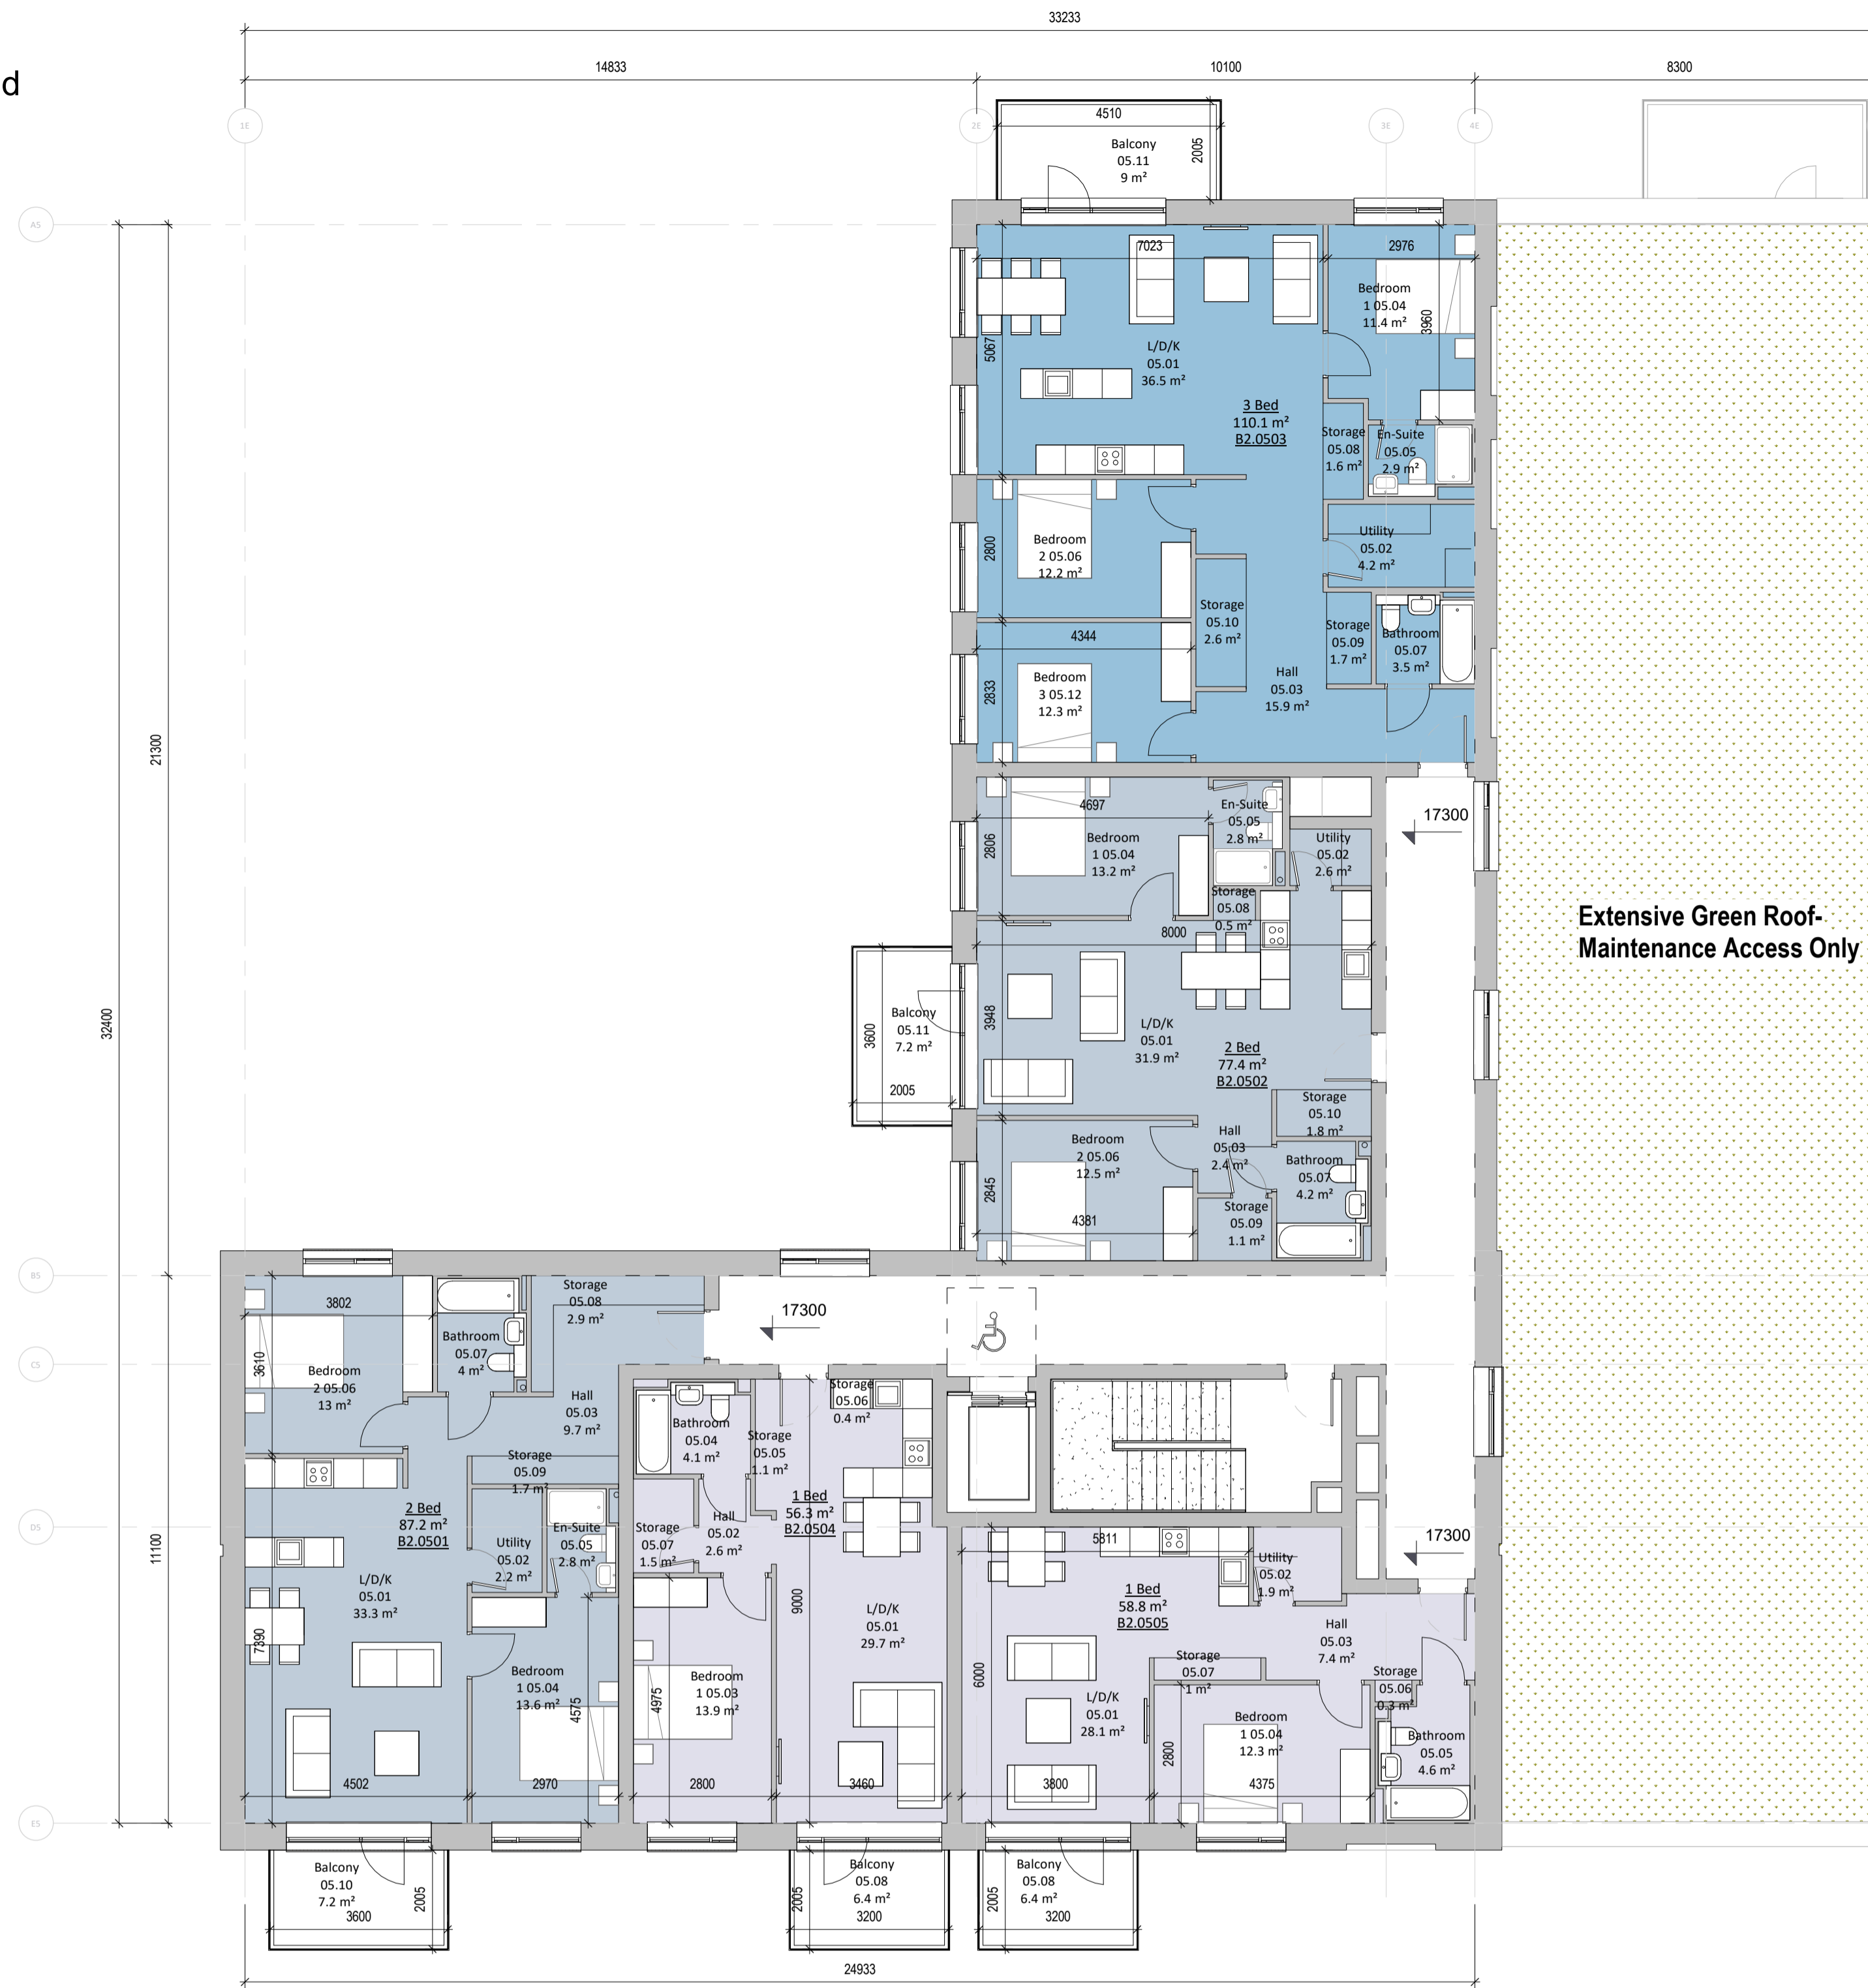 33233
14833
10100
8300
d
1E
2E
3E
4E
4510
Balcony
05.11
9 m²
2005
A5
7023
2976
Bedroom
1 05.04
11.4 m²
3960
5067
L/D/K
05.01
36.5 m²
3 Bed
110.1 m²
B2.0503
Storage
05.08
1.6 m²
En-Suite
05.05
2.9 m²
Bedroom
2 05.06
12.2 m²
2800
Utility
05.02
4.2 m²
Storage
05.10
2.6 m²
Storage
05.09
1.7 m²
Bathroom
05.07
3.5 m²
4344
Bedroom
3 05.12
12.3 m²
2833
Hall
05.03
15.9 m²
21300
32400
4697
En-Suite
05.05
2.8 m²
17300
2806
Bedroom
1 05.04
13.2 m²
Utility
05.02
2.6 m²
Storage
05.08
0.5 m²
8000
Extensive Green Roof-
Maintenance Access Only
Balcony
05.11
7.2 m²
3600
2005
3948
L/D/K
05.01
31.9 m²
2 Bed
77.4 m²
B2.0502
Storage
05.10
1.8 m²
Bedroom
2 05.06
12.5 m²
2845
4381
Hall
05.03
2.4 m²
Bathroom
05.07
4.2 m²
Storage
05.09
1.1 m²
B5
3802
Storage
05.08
2.9 m²
17300
Bathroom
05.07
4 m²
C5
3610
Bedroom
2 05.06
13 m²
Hall
05.03
9.7 m²
Storage
05.06
0.4 m²
Bathroom
05.04
4.1 m²
Storage
05.05
1.1 m²
Storage
05.09
1.7 m²
2 Bed
87.2 m²
B2.0501
1 Bed
56.3 m²
B2.0504
D5
11100
Utility
05.02
2.2 m²
En-Suite
05.05
2.8 m²
Storage
05.07
1.5 m²
Hall
05.02
2.6 m²
5811
17300
Utility
05.02
1.9 m²
L/D/K
05.01
33.3 m²
7390
9000
L/D/K
05.01
29.7 m²
1 Bed
58.8 m²
B2.0505
Hall
05.03
7.4 m²
Bedroom
1 05.04
13.6 m²
4575
Bedroom
1 05.03
13.9 m²
4975
6000
Storage
05.07
1 m²
Storage
05.06
0.3 m²
L/D/K
05.01
28.1 m²
Bedroom
1 05.04
12.3 m²
2800
Bathroom
05.05
4.6 m²
4502
2970
2800
3460
3800
4375
E5
Balcony
05.10
7.2 m²
3600
2005
Balcony
05.08
6.4 m²
2005
3200
Balcony
05.08
6.4 m²
2005
3200
24933